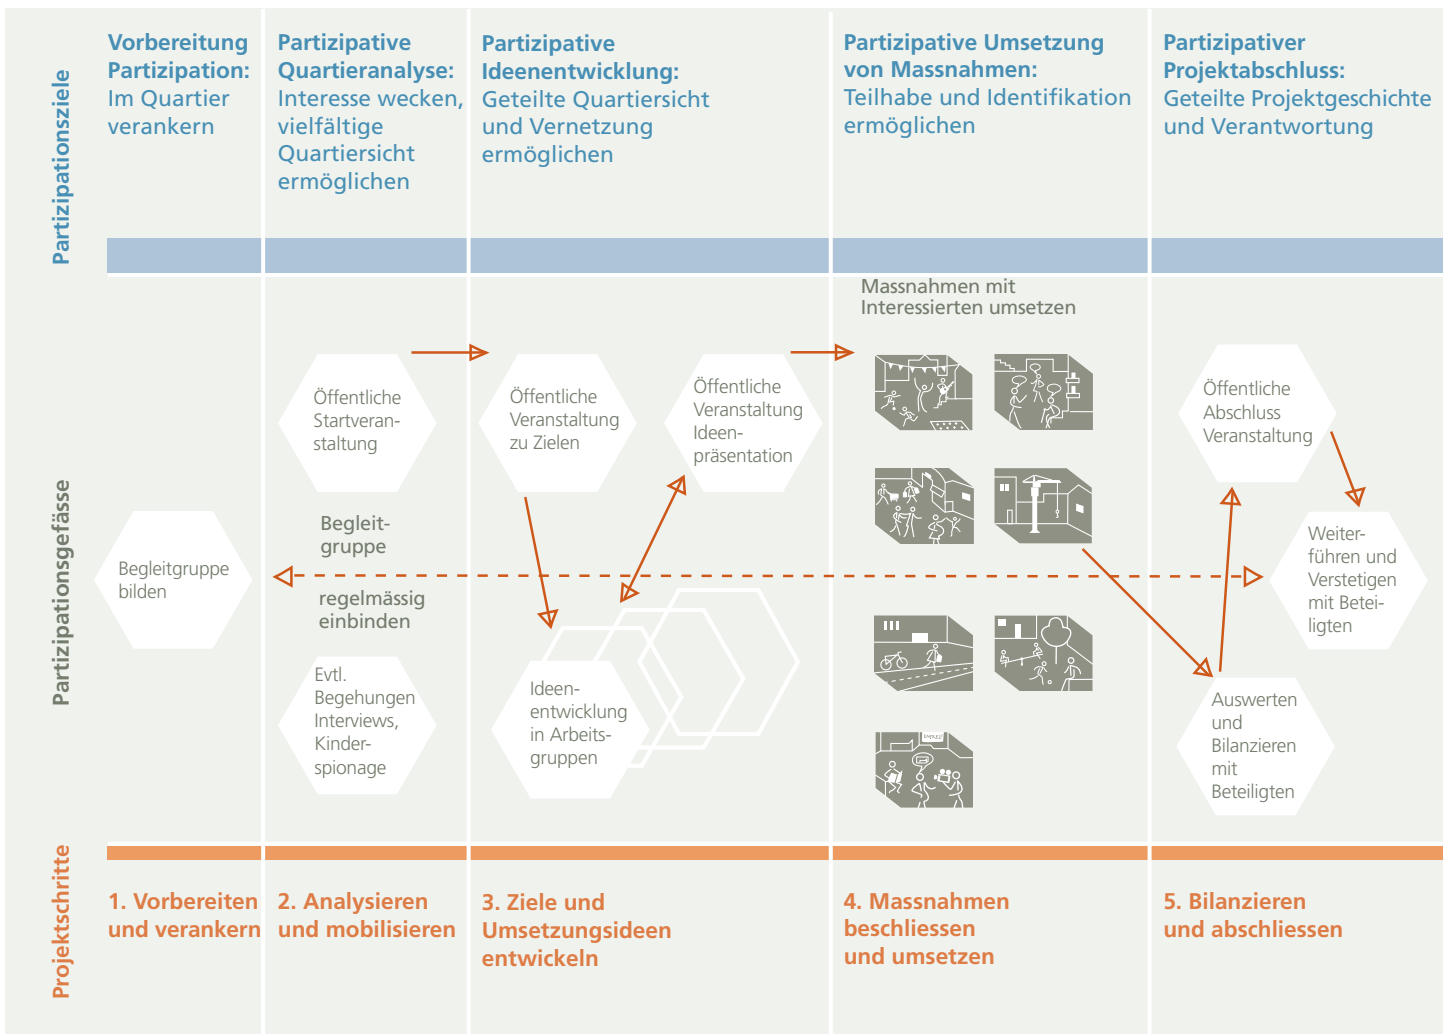 Partizipationsziele
Vorbereitung
Partizipation:
Im Quartier
verankern
Partizipative
Quartieranalyse:
Interesse wecken,
vielfältige
Quartiersicht
ermöglichen
Partizipative
Ideenentwicklung:
Geteilte Quartiersicht
und Vernetzung
ermöglichen
Partizipative Umsetzung
von Massnahmen:
Teilhabe und Identifikation
ermöglichen
Partizipativer
Projektabschluss:
Geteilte Projektgeschichte
und Verantwortung
Partizipationsgefässe
Begleitgruppe
bilden
Öffentliche
Startveran-
staltung
Begleit-
gruppe
regelmässig
einbinden
Evtl.
Begehungen
Interviews,
Kinder-
spionage
Öffentliche
Veranstaltung
zu Zielen
Ideen-
entwicklung
in Arbeits-
gruppen
Öffentliche
Veranstaltung
Ideen-
präsentation
Massnahmen mit
Interessierten umsetzen
Öffentliche
Abschluss
Veranstaltung
Weiter-
führen und
Verstetigen
mit Betei-
ligten
Auswerten
und
Bilanzieren
mit
Beteiligten
Projektschritte
1. Vorbereiten
und verankern
2. Analysieren
und mobilisieren
3. Ziele und
Umsetzungsideen
entwickeln
4. Massnahmen
beschliessen
und umsetzen
5. Bilanzieren
und abschliessen